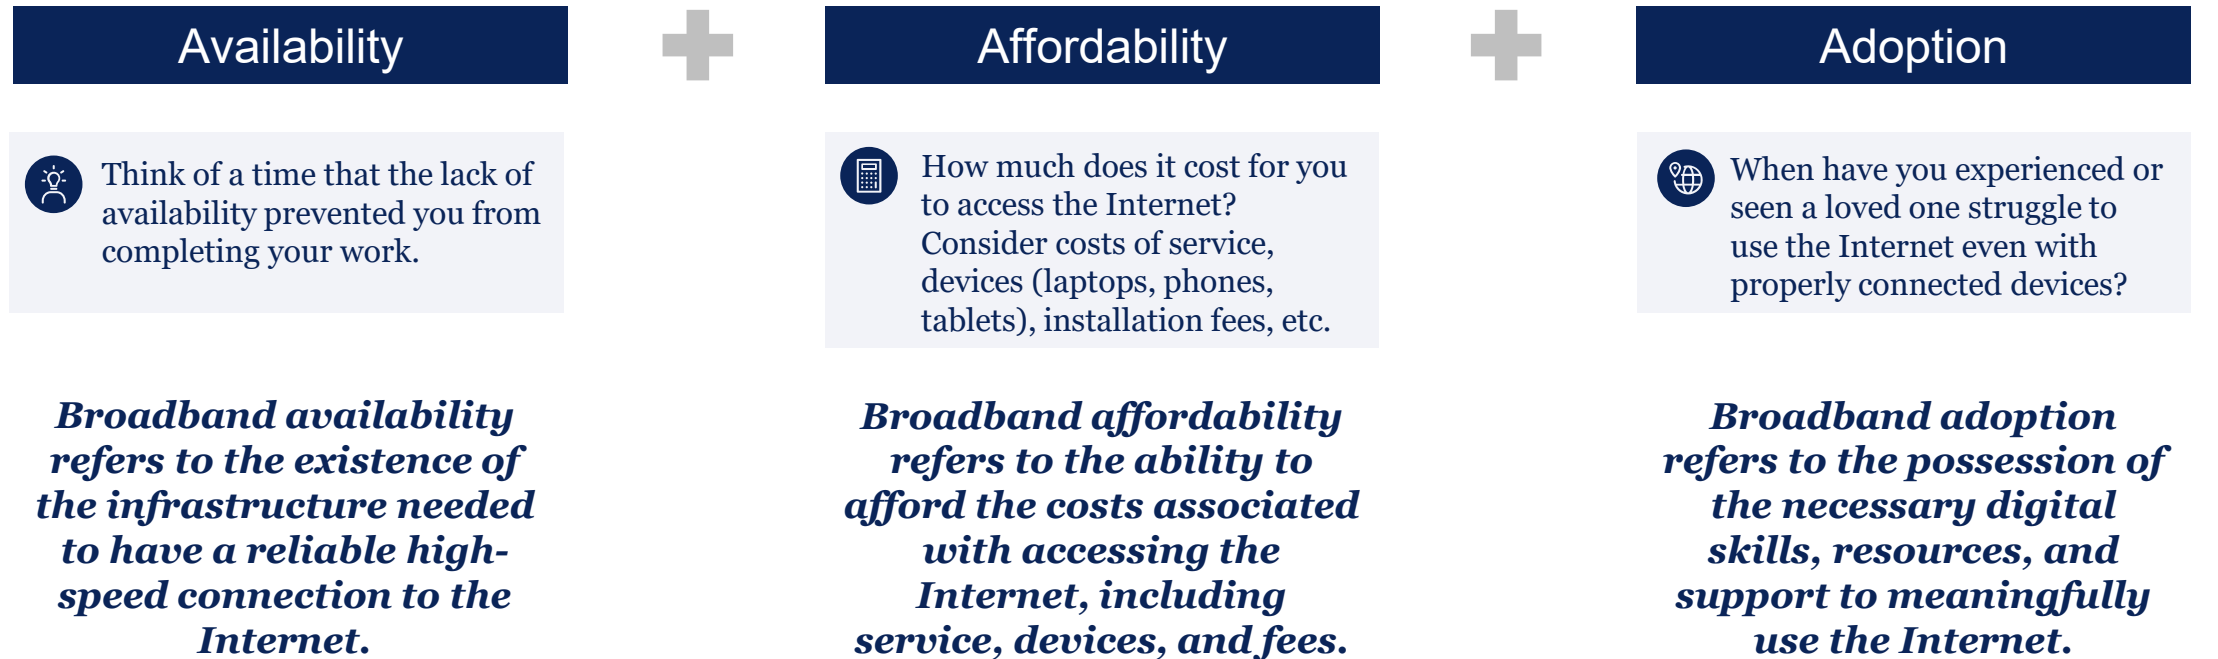 Availability
Think of a time that the lack of
availability prevented you from
completing your work.
Broadband availability
refers to the existence of
the infrastructure needed
to have a reliable high-
speed connection to the
Internet.
Affordability
How much does it cost for you
to access the Internet?
Consider costs of service,
devices (laptops, phones,
tablets), installation fees, etc.
Broadband affordability
refers to the ability to
afford the costs associated
with accessing the
Internet, including
service, devices, and fees.
Adoption
When have you experienced or
seen a loved one struggle to
use the Internet even with
properly connected devices?
Broadband adoption
refers to the possession of
the necessary digital
skills, resources, and
support to meaningfully
use the Internet.